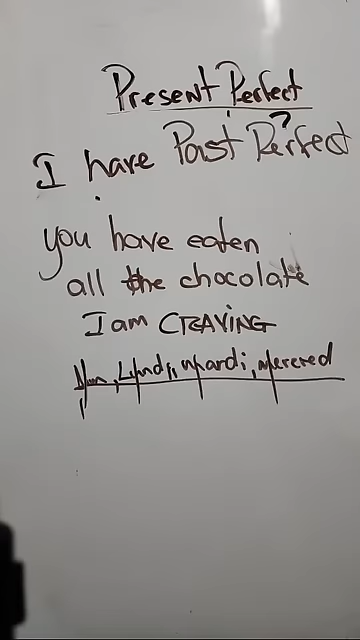 Present Perfect
I have Past Perfect ?
you have eaten
all the chocolate
I am CRAVING